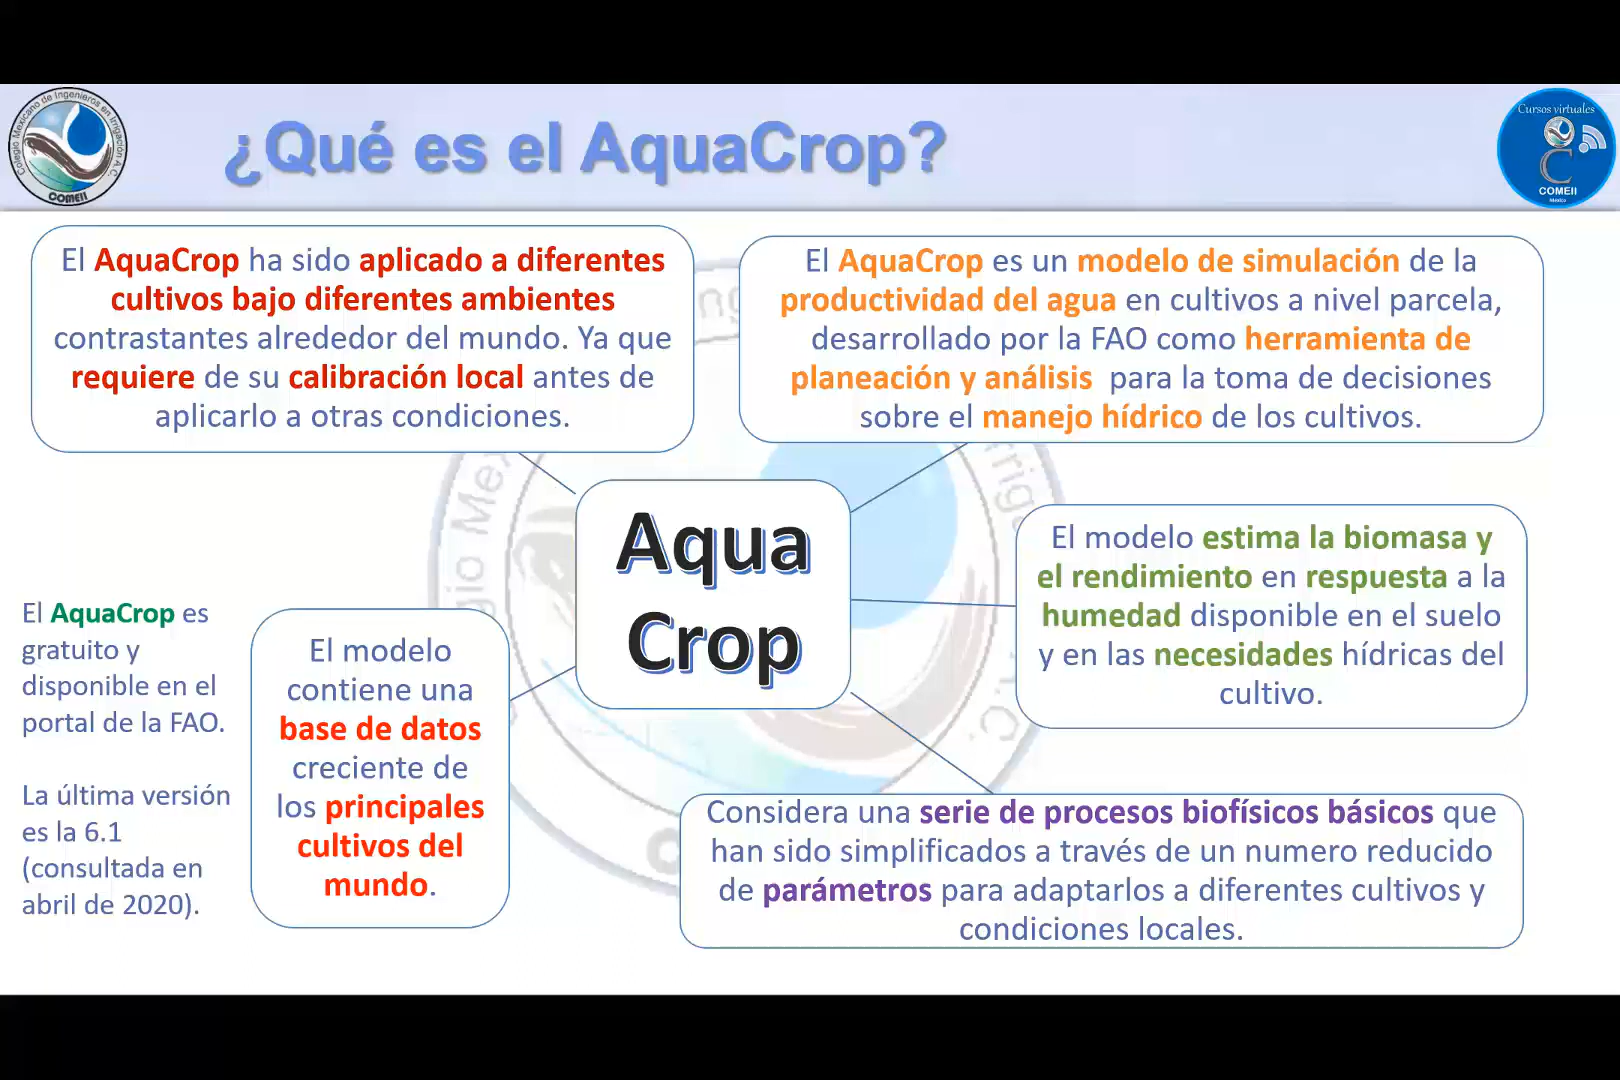 Colegio Mexicano de Ingenieros en Irrigación A.C.
COMEII
¿Qué es el AquaCrop?
Cursos virtuales
COMEII
México
El AquaCrop ha sido aplicado a diferentes
cultivos bajo diferentes ambientes
contrastantes alrededor del mundo. Ya que
requiere de su calibración local antes de
aplicarlo a otras condiciones.
El AquaCrop es un modelo de simulación de la
productividad del agua en cultivos a nivel parcela,
desarrollado por la FAO como herramienta de
planeación y análisis para la toma de decisiones
sobre el manejo hídrico de los cultivos.
Aqua
Crop
El modelo estima la biomasa y
el rendimiento en respuesta a la
humedad disponible en el suelo
y en las necesidades hídricas del
cultivo.
El AquaCrop es
gratuito y
disponible en el
portal de la FAO.
La última versión
es la 6.1
(consultada en
abril de 2020).
El modelo
contiene una
base de datos
creciente de
los principales
cultivos del
mundo.
Considera una serie de procesos biofísicos básicos que
han sido simplificados a través de un numero reducido
de parámetros para adaptarlos a diferentes cultivos y
condiciones locales.